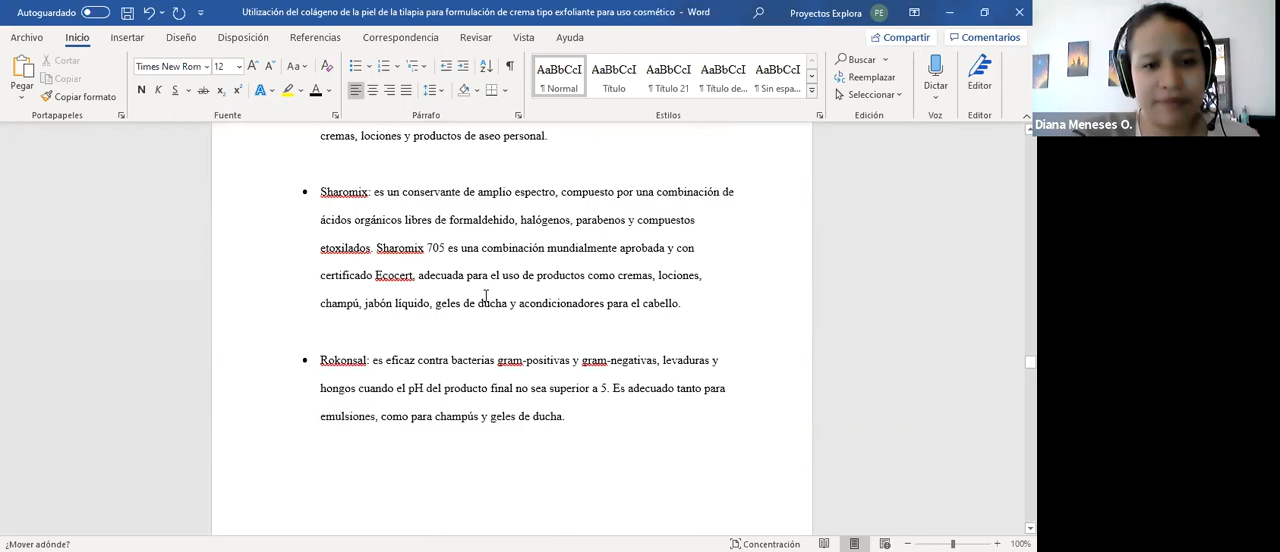 Autoguardado
Utilización del colágeno de la piel de la tilapia para formulación de crema tipo exfoliante para uso cosmético - Word
Proyectos Explora
PE
Archivo Inicio Insertar Diseño Disposición Referencias Correspondencia Revisar Vista Ayuda
Compartir Comentarios
Pegar
Cortar
Copiar
Copiar formato
Times New Rom 12
N K S ab x₂ x²
AaBbCcI AaBbCcI AaBbCcI AaBbCcI AaBbCcI
¶ Normal Título ¶ Título 21 ¶ Título de... ¶ Sin espa...
Buscar
Reemplazar
Seleccionar
Dictar
Editor
Portapapeles Fuente Párrafo Estilos Edición Voz Editor
Diana Meneses O.
cremas, lociones y productos de aseo personal.
• Sharomix: es un conservante de amplio espectro, compuesto por una combinación de
ácidos orgánicos libres de formaldehido, halógenos, parabenos y compuestos
etoxilados. Sharomix 705 es una combinación mundialmente aprobada y con
certificado Ecocert, adecuada para el uso de productos como cremas, lociones,
champú, jabón líquido, geles de ducha y acondicionadores para el cabello.
• Rokonsal: es eficaz contra bacterias gram-positivas y gram-negativas, levaduras y
hongos cuando el pH del producto final no sea superior a 5. Es adecuado tanto para
emulsiones, como para champús y geles de ducha.
¿Mover adónde?
Concentración
100%